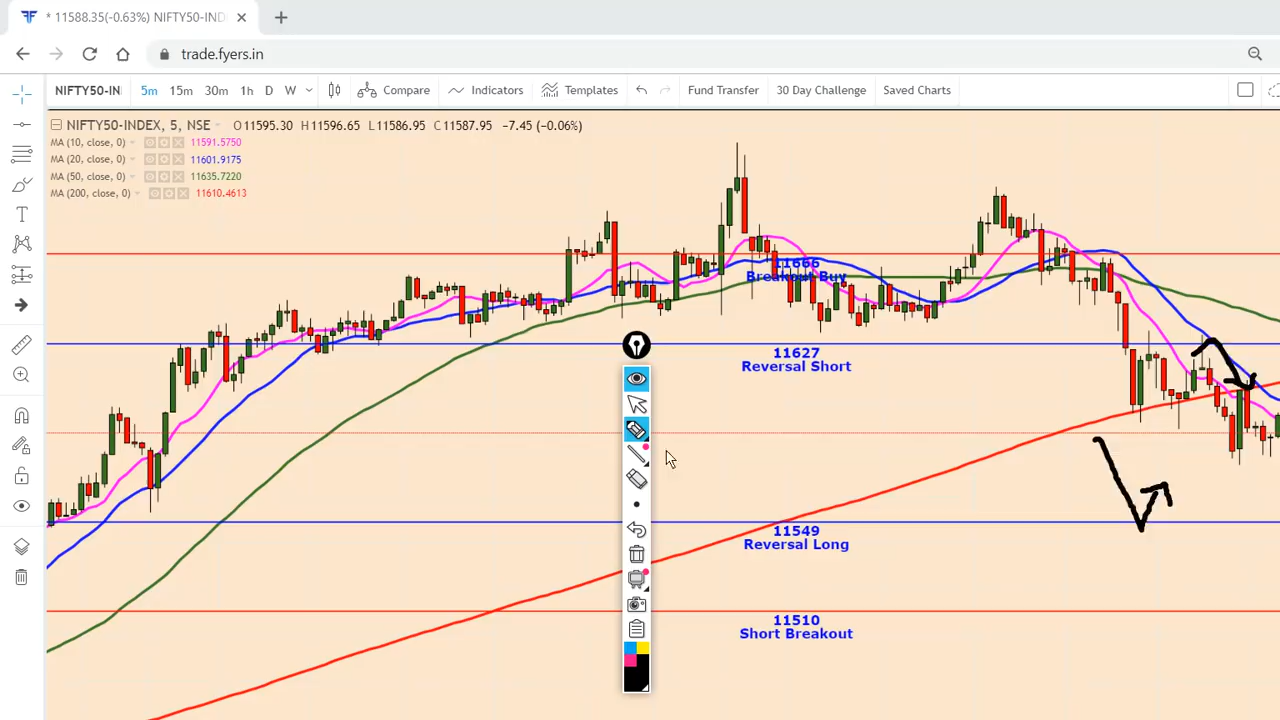 * 11588.35(-0.63%) NIFTY50-IND
trade.fyers.in
NIFTY50-IN 5m 15m 30m 1h D W Compare Indicators Templates Fund Transfer 30 Day Challenge Saved Charts
NIFTY50-INDEX, 5, NSE O11595.30 H11596.65 L11586.95 C11587.95 -7.45 (-0.06%)
MA (10, close, 0) 11591.5750
MA (20, close, 0) 11601.9175
MA (50, close, 0) 11635.7220
MA (200, close, 0) 11610.4613
11666
Breakout Buy
11627
Reversal Short
11549
Reversal Long
11510
Short Breakout